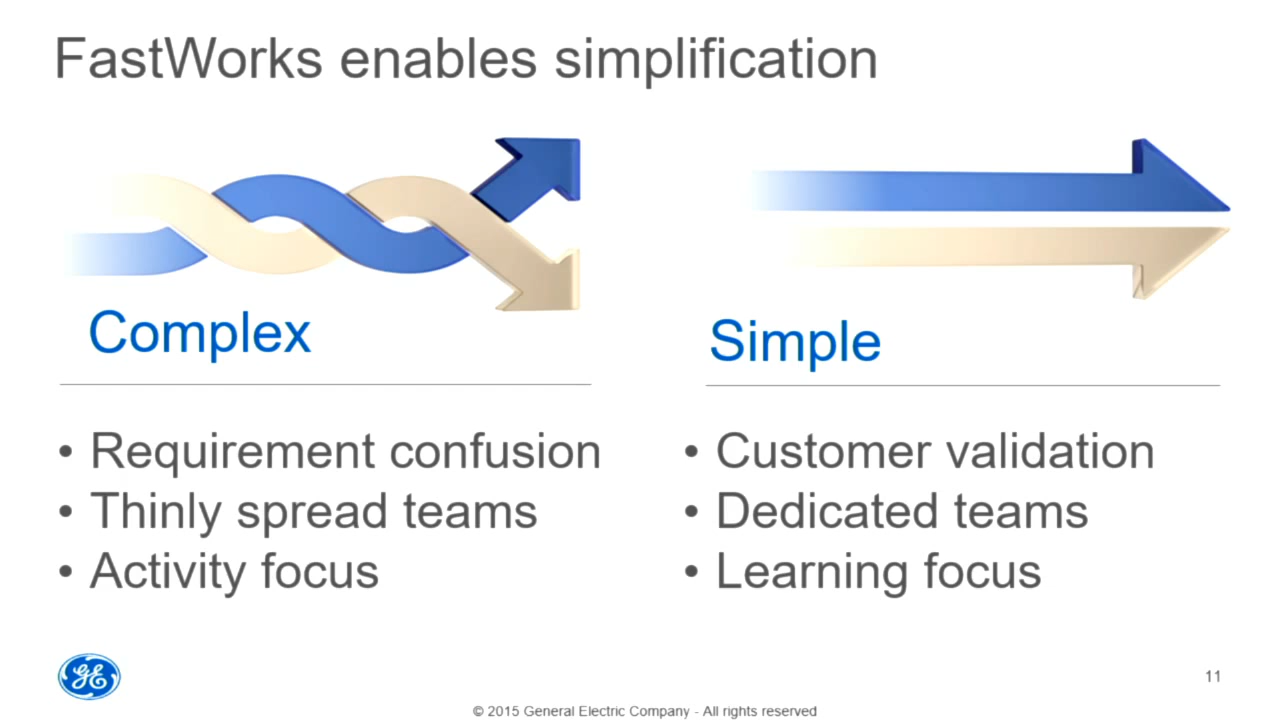 FastWorks enables simplification
Complex
• Requirement confusion
• Thinly spread teams
• Activity focus
Simple
• Customer validation
• Dedicated teams
• Learning focus
GE
11
© 2015 General Electric Company - All rights reserved